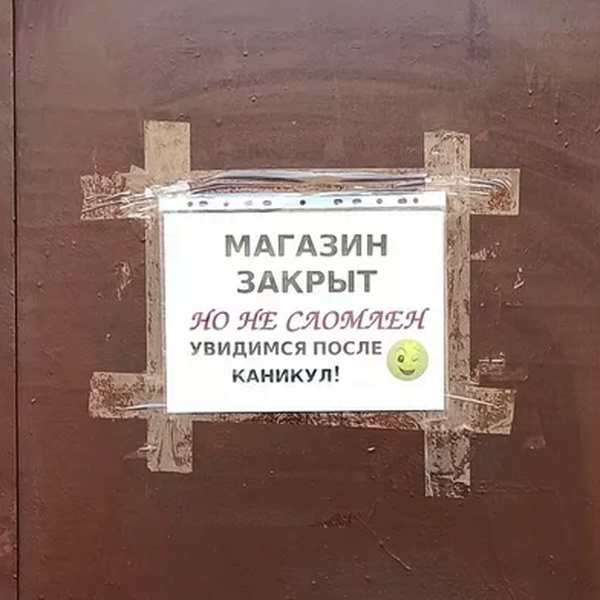 МАГАЗИН
ЗАКРЫТ
НО НЕ СЛОМЛЕН
УВИДИМСЯ ПОСЛЕ
КАНИКУЛ!